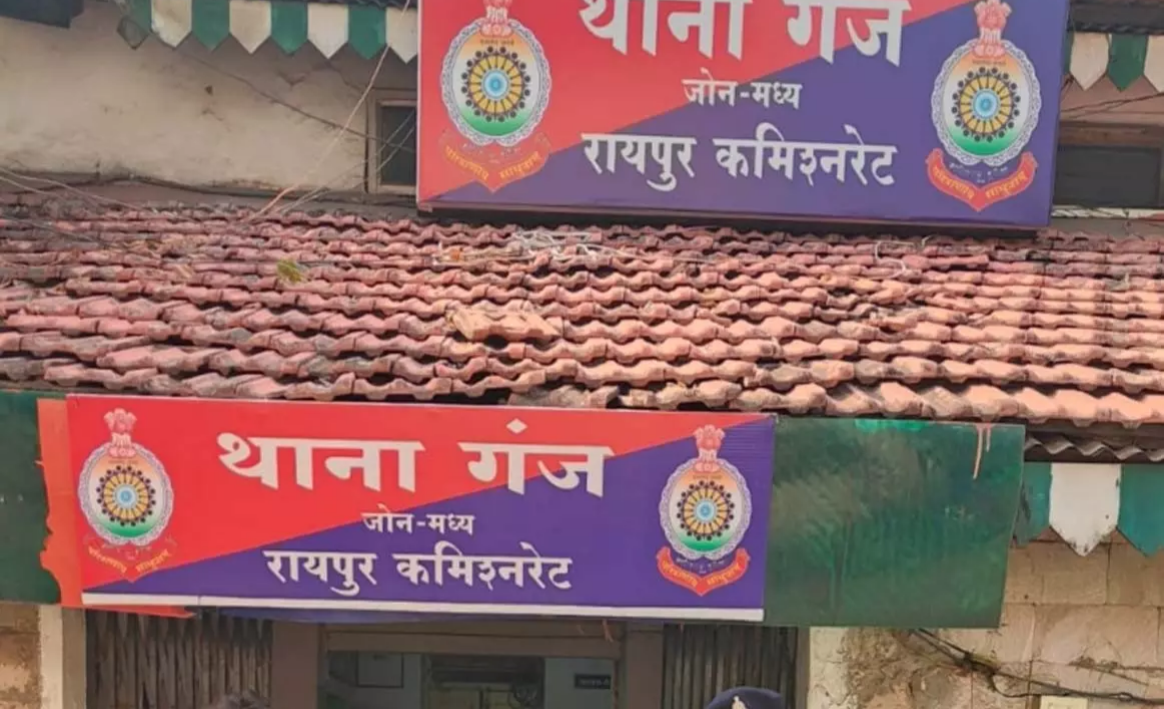 थाना गंज
जोन-मध्य
रायपुर कमिश्नरेट
थाना गंज
जोन-मध्य
रायपुर कमिश्नरेट